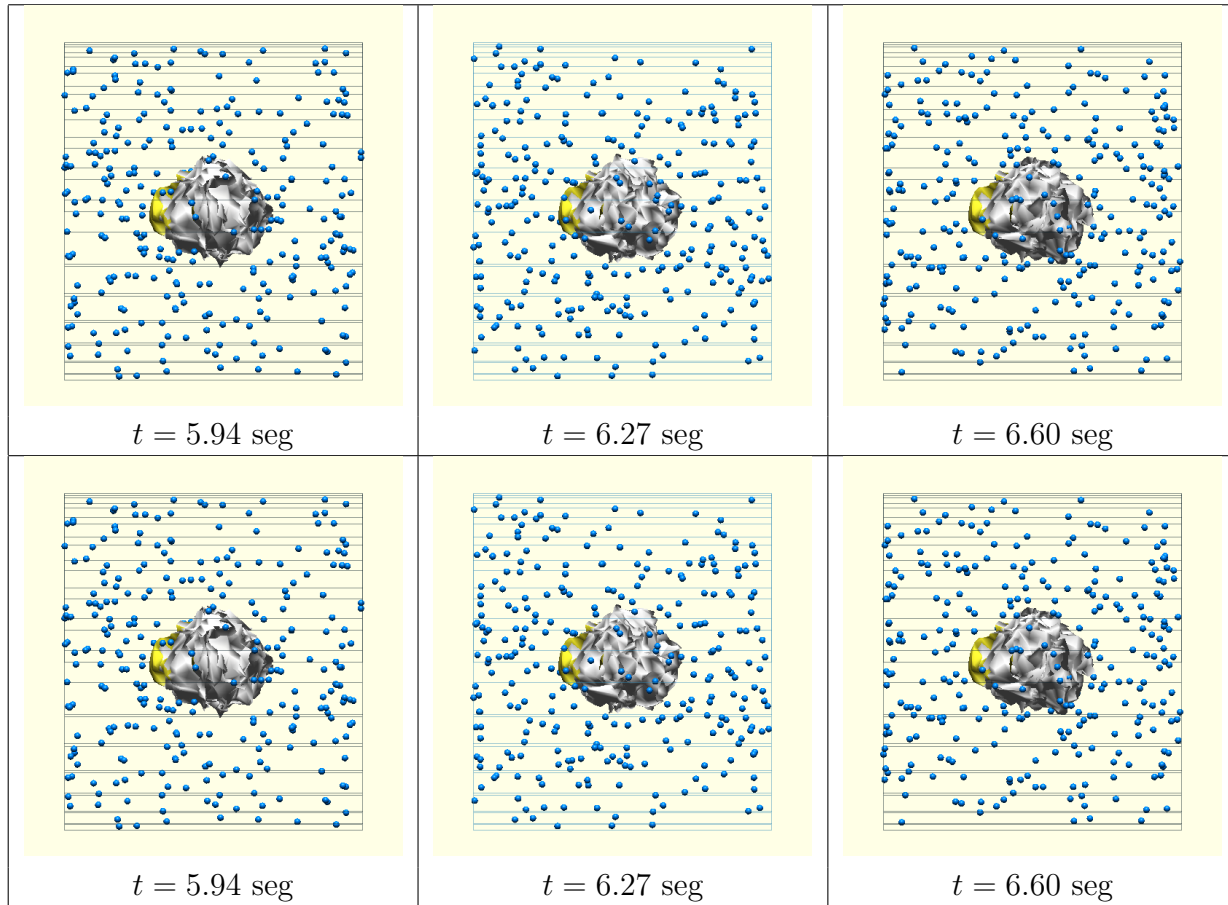 t = 5.94 seg
t = 6.27 seg
t = 6.60 seg
t = 5.94 seg
t = 6.27 seg
t = 6.60 seg